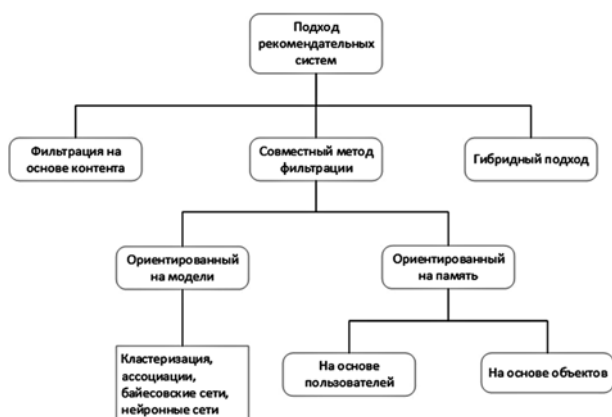 Подход
рекомендательных
систем
Фильтрация на
основе контента
Совместный метод
фильтрации
Гибридный подход
Ориентированный
на модели
Ориентированный
на память
Кластеризация,
ассоциации,
байесовские сети,
нейронные сети
На основе
пользователей
На основе объектов